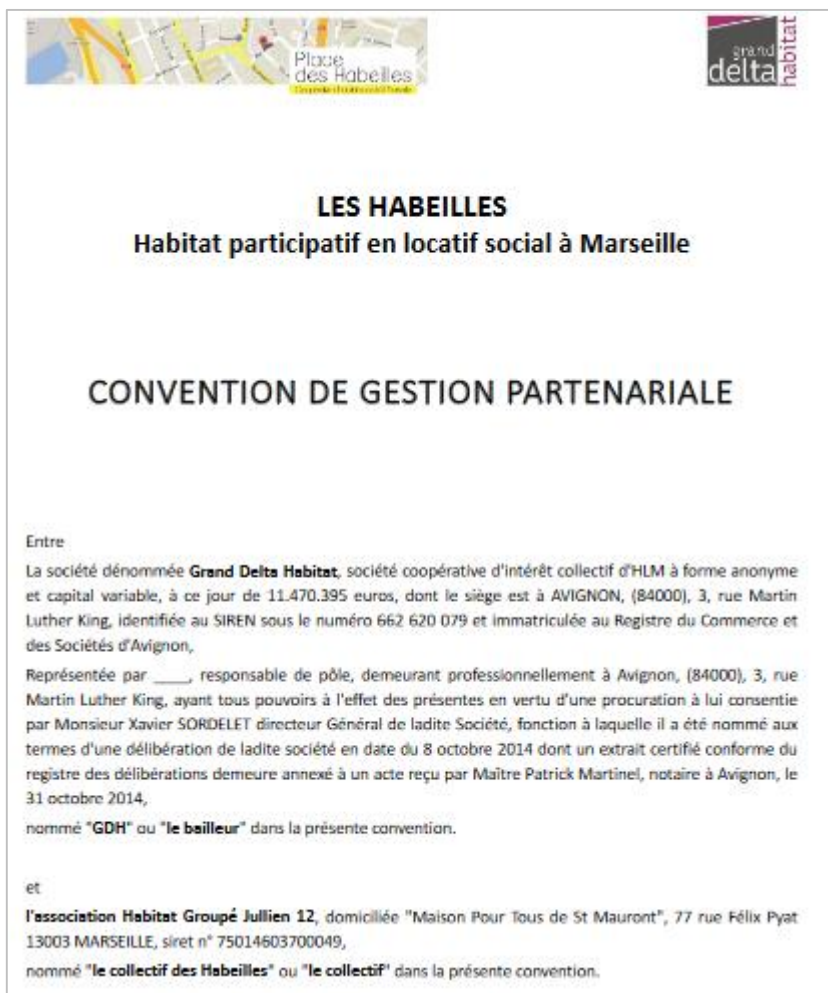 Place
des Habeilles
grand
delta
habitat
LES HABEILLES
Habitat participatif en locatif social à Marseille
CONVENTION DE GESTION PARTENARIALE
Entre
La société dénommée Grand Delta Habitat, société coopérative d'intérêt collectif d'HLM à forme anonyme
et capital variable, à ce jour de 11.470.395 euros, dont le siège est à AVIGNON, (84000), 3, rue Martin
Luther King, identifiée au SIREN sous le numéro 662 620 079 et immatriculée au Registre du Commerce et
des Sociétés d'Avignon,
Représentée par ____, responsable de pôle, demeurant professionnellement à Avignon, (84000), 3, rue
Martin Luther King, ayant tous pouvoirs à l'effet des présentes en vertu d'une procuration à lui consentie
par Monsieur Xavier SORDELET directeur Général de ladite Société, fonction à laquelle il a été nommé aux
termes d'une délibération de ladite société en date du 8 octobre 2014 dont un extrait certifié conforme du
registre des délibérations demeure annexé à un acte reçu par Maître Patrick Martinel, notaire à Avignon, le
31 octobre 2014,
nommé "GDH" ou "le bailleur" dans la présente convention.
et
l'association Habitat Groupé Jullien 12, domiciliée "Maison Pour Tous de St Mauront", 77 rue Félix Pyat
13003 MARSEILLE, siret n° 75014603700049,
nommé "le collectif des Habeilles" ou "le collectif" dans la présente convention.